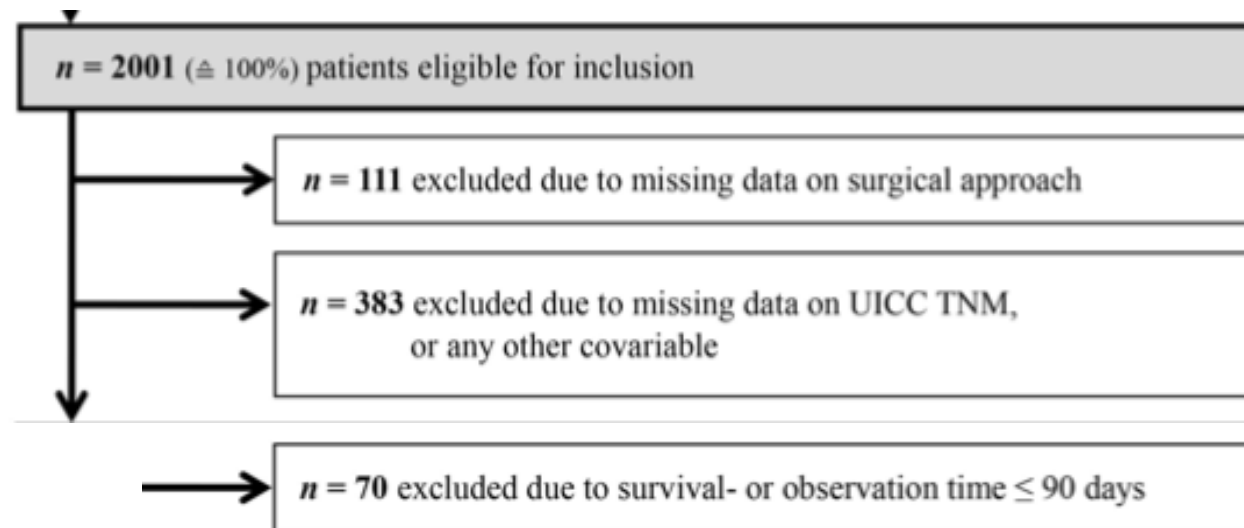 n = 2001 (≙ 100%) patients eligible for inclusion
n = 111 excluded due to missing data on surgical approach
n = 383 excluded due to missing data on UICC TNM,
or any other covariable
n = 70 excluded due to survival- or observation time ≤ 90 days